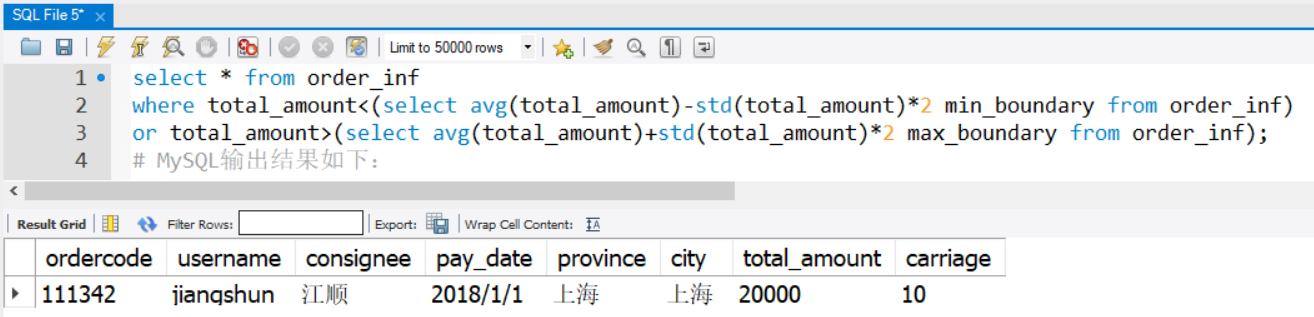 SQL File 5*
Limit to 50000 rows
1 select * from order_inf
2 where total_amount<(select avg(total_amount)-std(total_amount)*2 min_boundary from order_inf)
3 or total_amount>(select avg(total_amount)+std(total_amount)*2 max_boundary from order_inf);
4 # MySQL输出结果如下：
Result Grid Filter Rows: Export: Wrap Cell Content: IA
ordercode username consignee pay_date province city total_amount carriage
111342 jiangshun 江顺 2018/1/1 上海 上海 20000 10